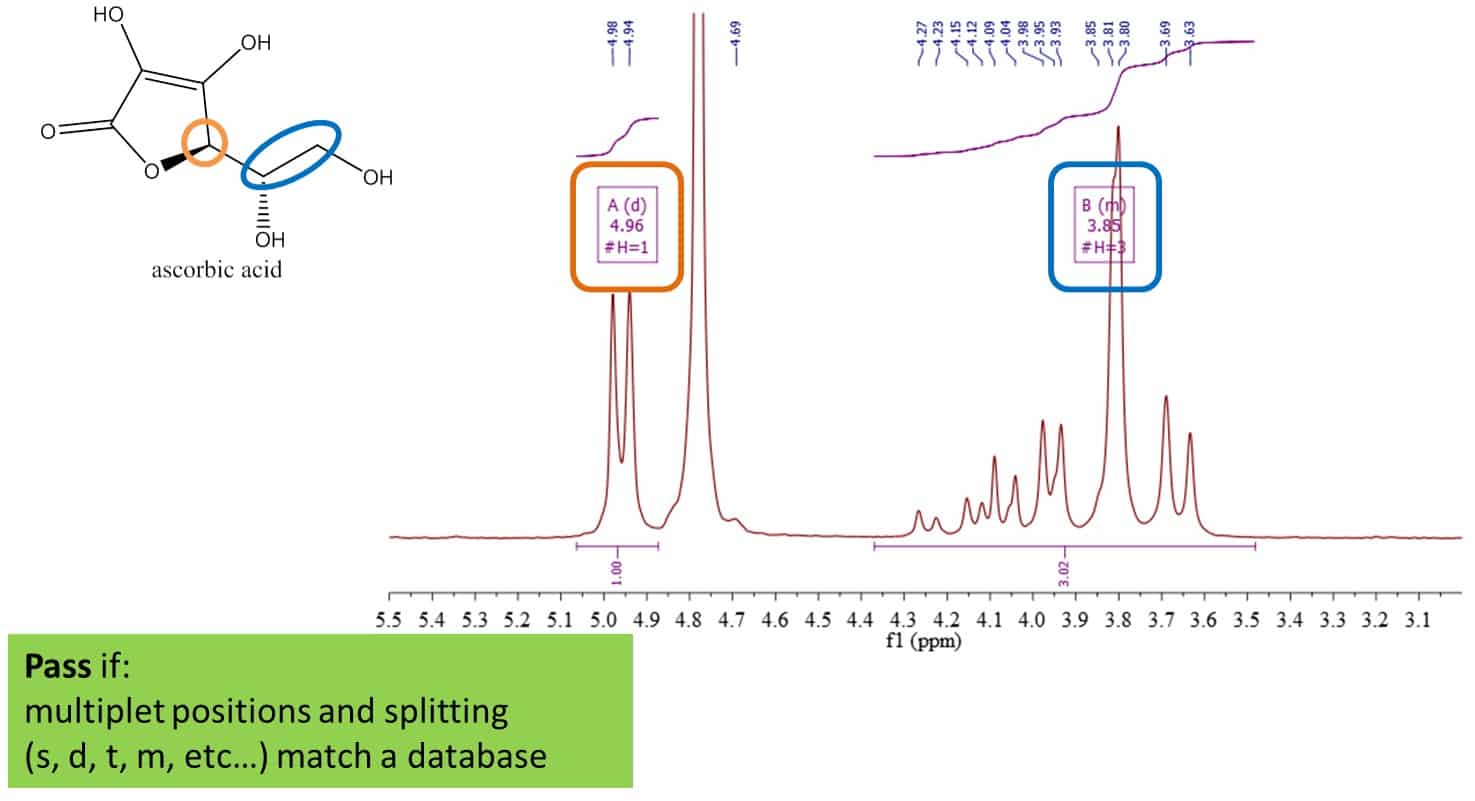 HO
OH
O
O
OH
OH
ascorbic acid
4.98
4.94
4.69
4.27
4.23
4.15
4.12
4.09
4.04
3.98
3.95
3.93
3.85
3.81
3.80
3.69
3.63
A (d)
4.96
#H=1
B (m)
3.85
#H=3
1.00
3.02
5.5 5.4 5.3 5.2 5.1 5.0 4.9 4.8 4.7 4.6 4.5 4.4 4.3 4.2 4.1 4.0 3.9 3.8 3.7 3.6 3.5 3.4 3.3 3.2 3.1
f1 (ppm)
Pass if:
multiplet positions and splitting
(s, d, t, m, etc…) match a database